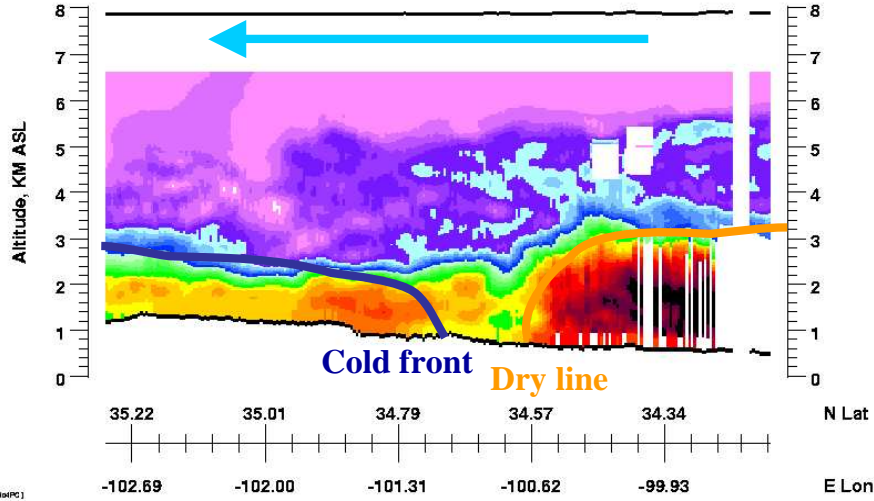 8 8
7 7
6 6
5 5
4 4
3 3
2 2
1 1
0 0
Altitude, KM ASL
Cold front
Dry line
35.22 35.01 34.79 34.57 34.34 N Lat
-102.69 -102.00 -101.31 -100.62 -99.93 E Lon